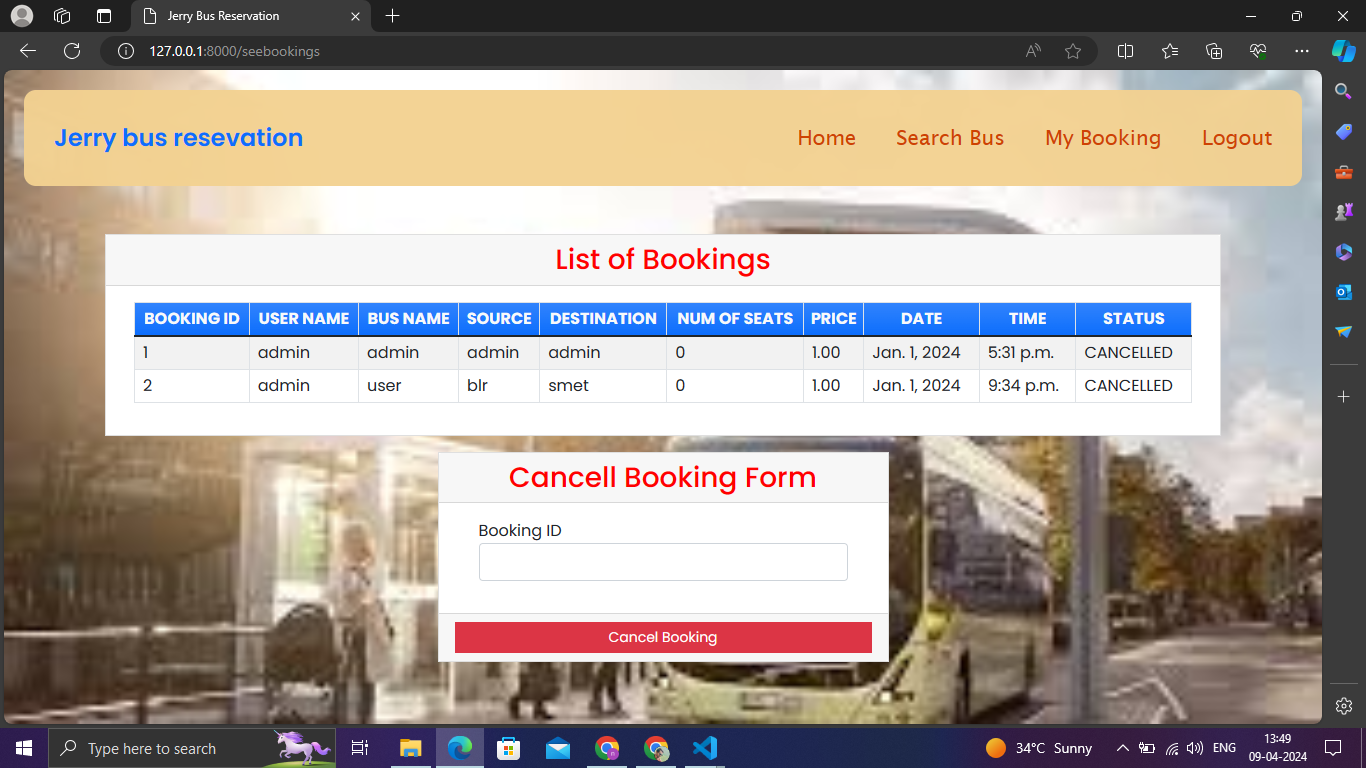 Jerry Bus Reservation
127.0.0.1:8000/seebookings
Jerry bus resevation
Home Search Bus My Booking Logout
List of Bookings
BOOKING ID USER NAME BUS NAME SOURCE DESTINATION NUM OF SEATS PRICE DATE TIME STATUS
1 admin admin admin admin 0 1.00 Jan. 1, 2024 5:31 p.m. CANCELLED
2 admin user blr smet 0 1.00 Jan. 1, 2024 9:34 p.m. CANCELLED
Cancell Booking Form
Booking ID
Cancel Booking
Type here to search
34°C Sunny
ENG
13:49
09-04-2024